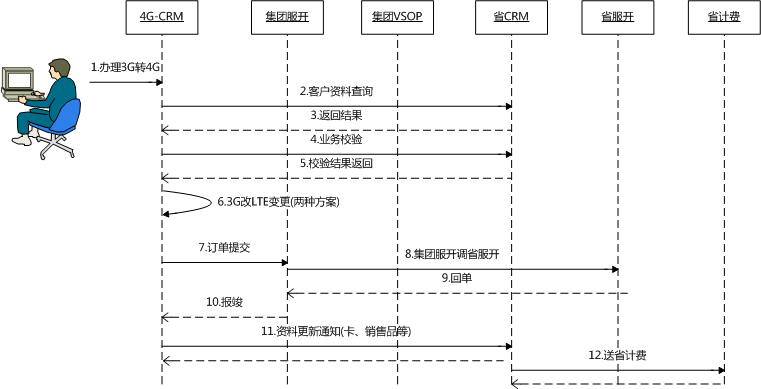 4G-CRM
集团服开
集团VSOP
省CRM
省服开
省计费
1.办理3G转4G
2.客户资料查询
3.返回结果
4.业务校验
5.校验结果返回
6.3G改LTE变更(两种方案)
7.订单提交
8.集团服开调省服开
9.回单
10.报竣
11.资料更新通知(卡、销售品等)
12.送省计费